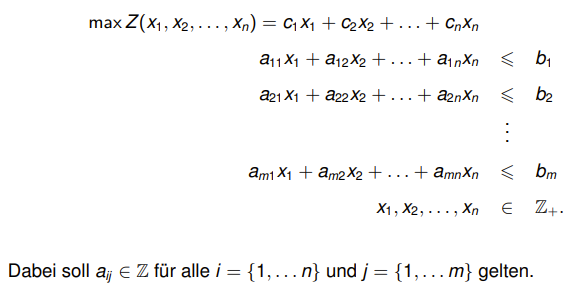 max Z(x₁, x₂, . . . , xₙ) = c₁x₁ + c₂x₂ + . . . + cₙxₙ
a₁₁x₁ + a₁₂x₂ + . . . + a₁ₙxₙ ⩽ b₁
a₂₁x₁ + a₂₂x₂ + . . . + a₂ₙxₙ ⩽ b₂
⋮
aₘ₁x₁ + aₘ₂x₂ + . . . + aₘₙxₙ ⩽ bₘ
x₁, x₂, . . . , xₙ ∈ ℤ₊.
Dabei soll aᵢⱼ ∈ ℤ für alle i = {1, . . . n} und j = {1, . . . m} gelten.